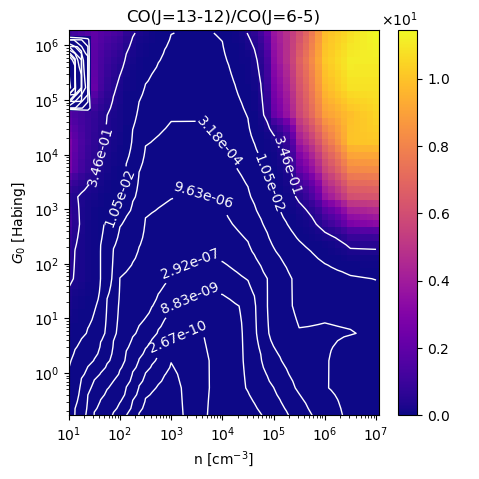 CO(J=13-12)/CO(J=6-5)
×10¹
10⁶
10⁵
10⁴
10³
10²
10¹
10⁰
G₀ [Habing]
3.46e-01
1.05e-02
3.18e-04
9.63e-06
1.05e-02
3.46e-01
2.92e-07
8.83e-09
2.67e-10
1.0
0.8
0.6
0.4
0.2
0.0
10¹ 10² 10³ 10⁴ 10⁵ 10⁶ 10⁷
n [cm⁻³]